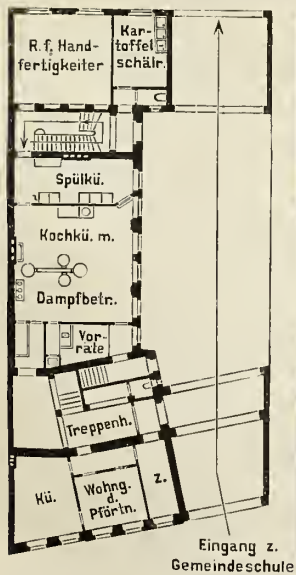 R. f. Hand-
fertigkeiter
Kar-
toffel
schälr.
Spülkü.
Kochkü. m.
Dampfbetr.
Vor-
räte
Treppenh.
Kü.
Wohng.
d.
Pförtn.
Z.
Eingang z.
Gemeindeschule